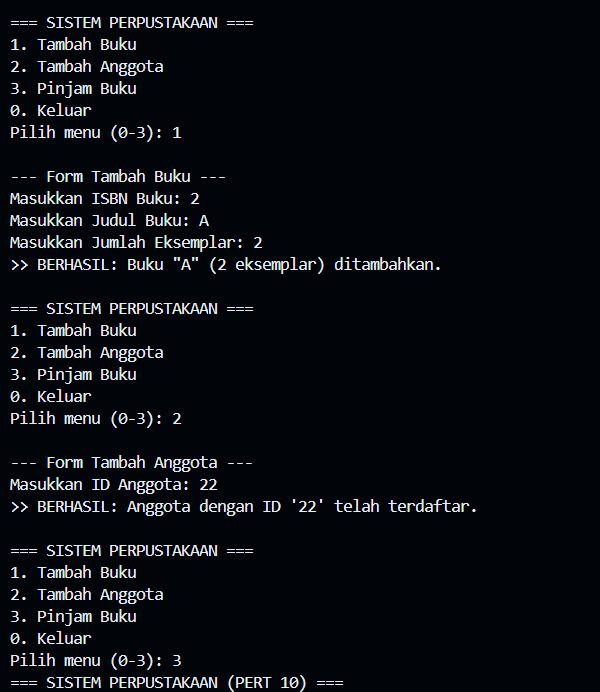 === SISTEM PERPUSTAKAAN ===
1. Tambah Buku
2. Tambah Anggota
3. Pinjam Buku
0. Keluar
Pilih menu (0-3): 1
--- Form Tambah Buku ---
Masukkan ISBN Buku: 2
Masukkan Judul Buku: A
Masukkan Jumlah Eksemplar: 2
>> BERHASIL: Buku "A" (2 eksemplar) ditambahkan.
=== SISTEM PERPUSTAKAAN ===
1. Tambah Buku
2. Tambah Anggota
3. Pinjam Buku
0. Keluar
Pilih menu (0-3): 2
--- Form Tambah Anggota ---
Masukkan ID Anggota: 22
>> BERHASIL: Anggota dengan ID '22' telah terdaftar.
=== SISTEM PERPUSTAKAAN ===
1. Tambah Buku
2. Tambah Anggota
3. Pinjam Buku
0. Keluar
Pilih menu (0-3): 3
=== SISTEM PERPUSTAKAAN (PERT 10) ===